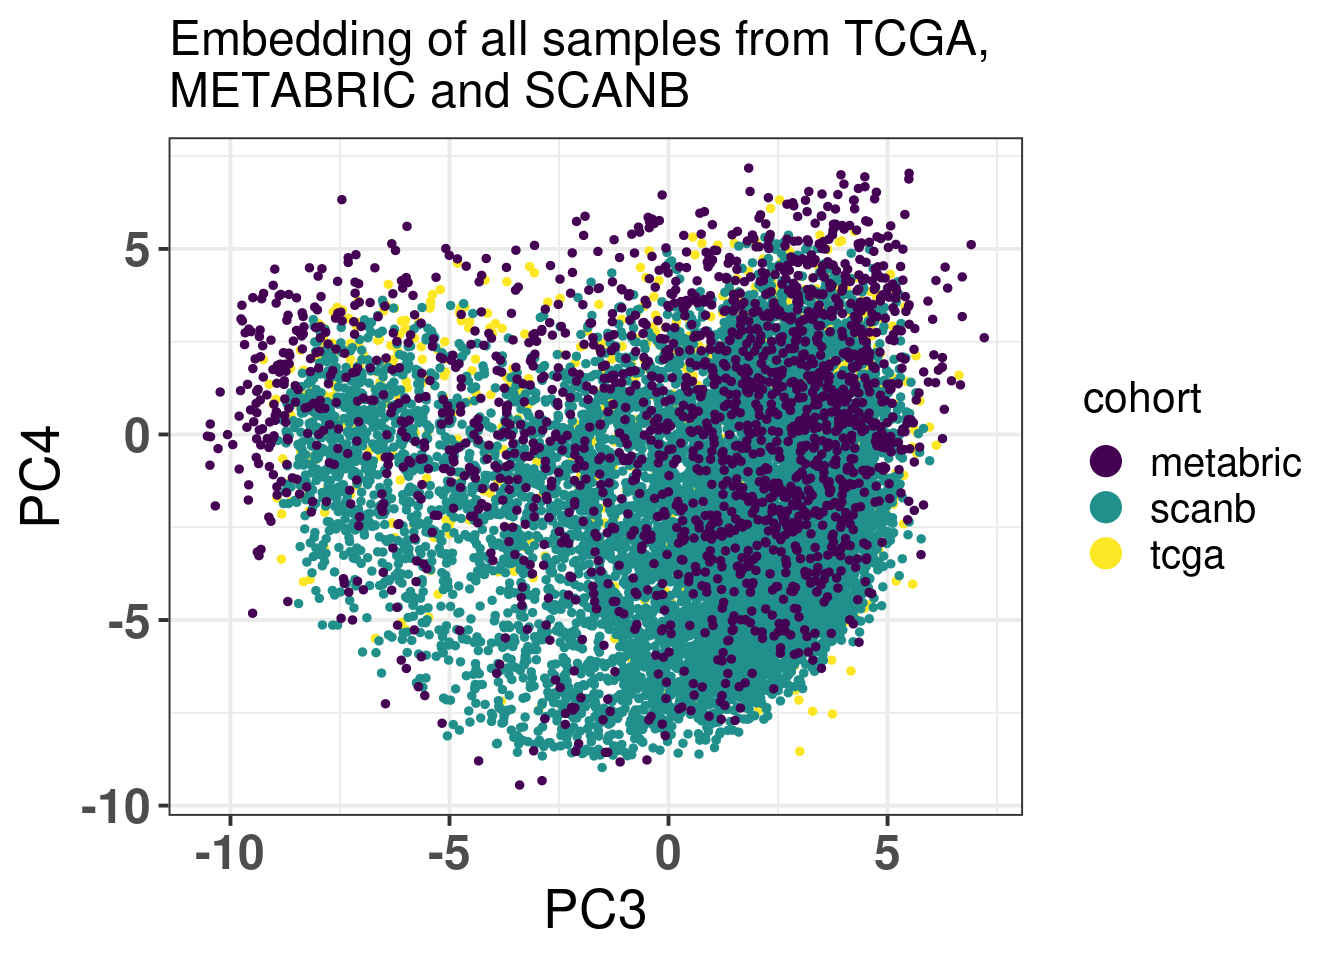 Embedding of all samples from TCGA,
METABRIC and SCANB
PC4
5
0
-5
-10
-10 -5 0 5
PC3
cohort
metabric
scanb
tcga